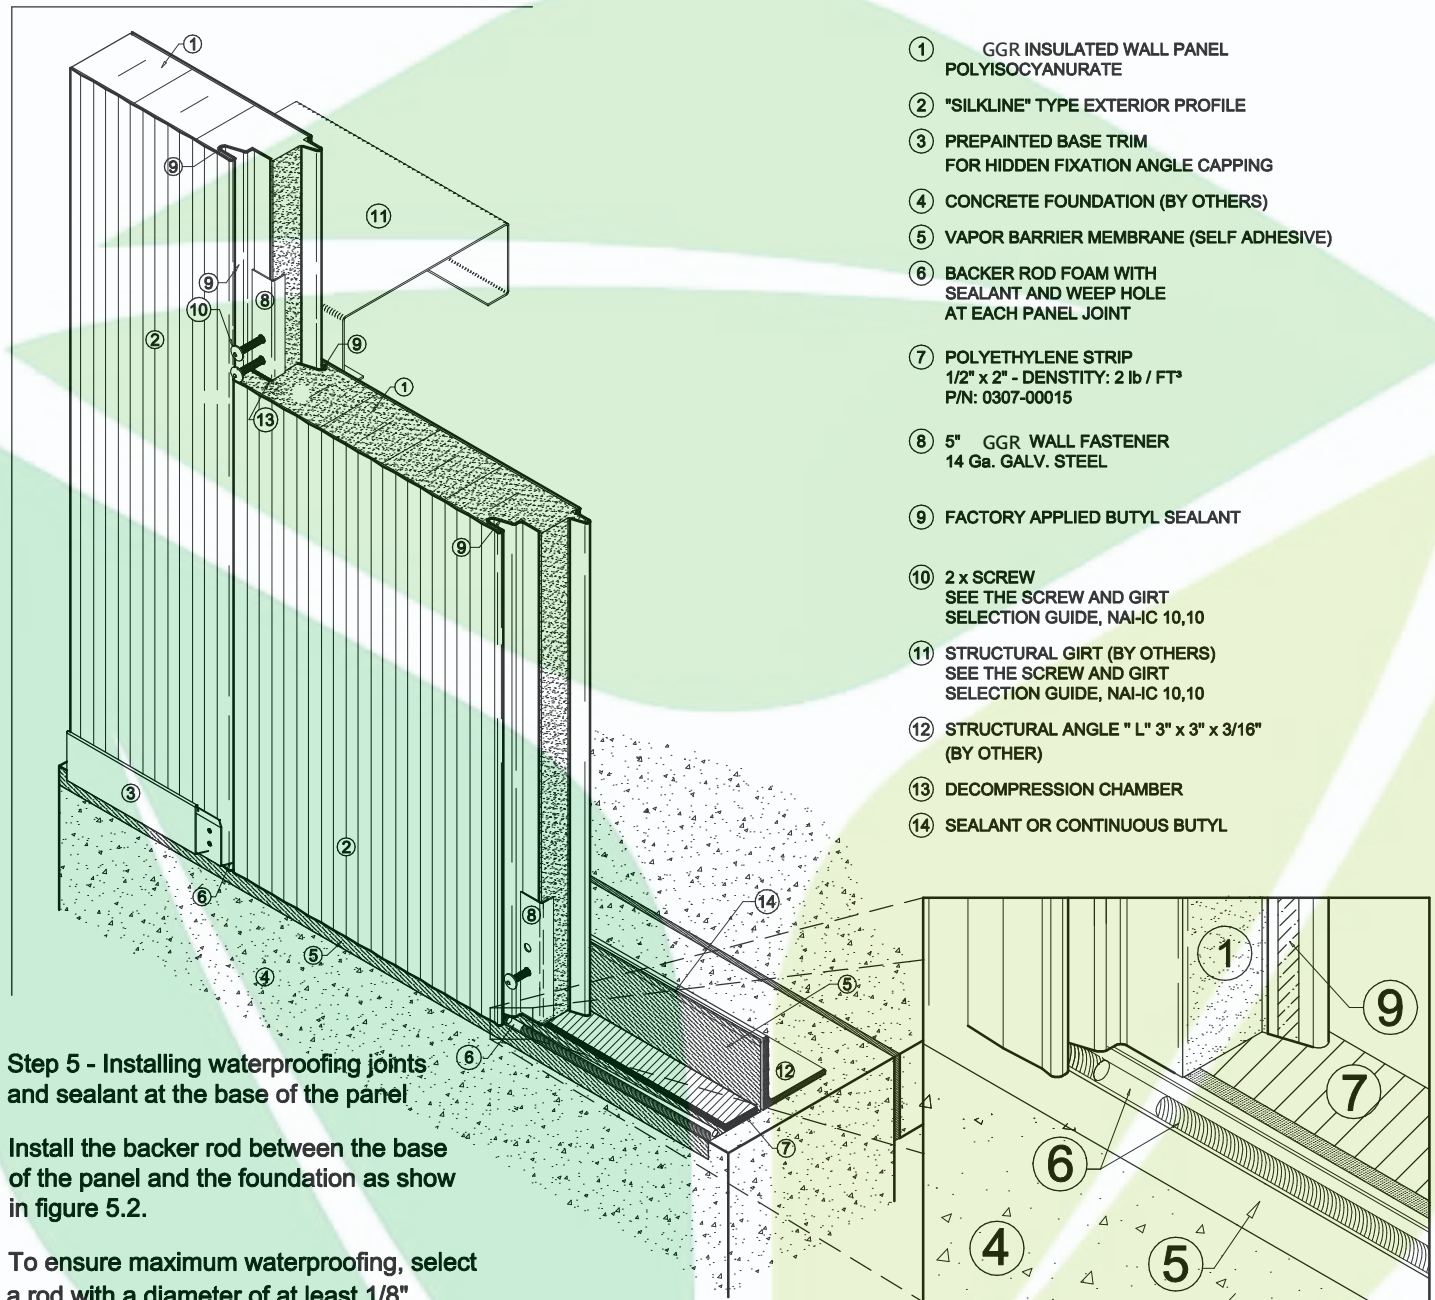 ① GGR INSULATED WALL PANEL
POLYISOCYANURATE
② "SILKLINE" TYPE EXTERIOR PROFILE
③ PREPAINTED BASE TRIM
FOR HIDDEN FIXATION ANGLE CAPPING
④ CONCRETE FOUNDATION (BY OTHERS)
⑤ VAPOR BARRIER MEMBRANE (SELF ADHESIVE)
⑥ BACKER ROD FOAM WITH
SEALANT AND WEEP HOLE
AT EACH PANEL JOINT
⑦ POLYETHYLENE STRIP
1/2" x 2" - DENSTITY: 2 lb / FT³
P/N: 0307-00015
⑧ 5" GGR WALL FASTENER
14 Ga. GALV. STEEL
⑨ FACTORY APPLIED BUTYL SEALANT
⑩ 2 x SCREW
SEE THE SCREW AND GIRT
SELECTION GUIDE, NAI-IC 10,10
⑪ STRUCTURAL GIRT (BY OTHERS)
SEE THE SCREW AND GIRT
SELECTION GUIDE, NAI-IC 10,10
⑫ STRUCTURAL ANGLE " L" 3" x 3" x 3/16"
(BY OTHER)
⑬ DECOMPRESSION CHAMBER
⑭ SEALANT OR CONTINUOUS BUTYL
①
⑨
⑪
⑨
⑧
⑩
②
⑨
①
⑬
⑨
③
②
⑥
⑧
⑭
⑤
④
⑤
⑥
⑫
⑦
①
⑨
⑦
⑥
④
⑤
Step 5 - Installing waterproofing joints
and sealant at the base of the panel
Install the backer rod between the base
of the panel and the foundation as show
in figure 5.2.
To ensure maximum waterproofing, select
a rod with a diameter of at least 1/8"